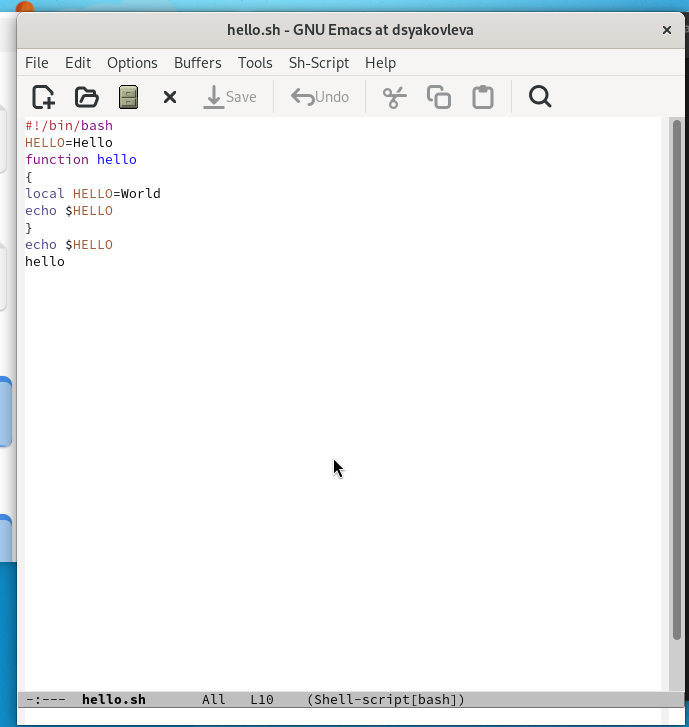 hello.sh - GNU Emacs at dsyakovleva
File Edit Options Buffers Tools Sh-Script Help
Save Undo
#!/bin/bash
HELLO=Hello
function hello
{
local HELLO=World
echo $HELLO
}
echo $HELLO
hello
-:--- hello.sh All L10 (Shell-script[bash])